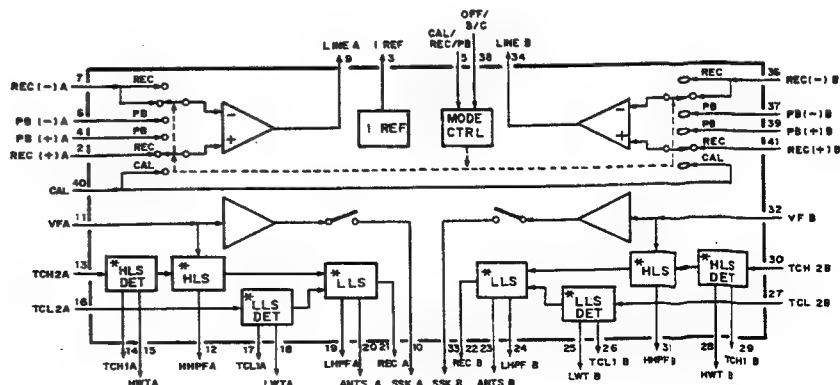 OFF/
CAL/ B/C
LINE A I REF REC/PB LINE B
9 3 5 38 34
7 REC 36
REC(-)A REC REC(-)B
6 PB 37
PB(-)A PB PB(-)B
4 PB 39
PB(+)A PB PB(+)B
2 REC 41
REC(+)A REC REC(+)B
- + I REF MODE CTRL - +
40 CAL CAL
CAL
11 32
VFA VF B
13 30
TCH2A *HLS DET *HLS *LLS *LLS *HLS *HLS DET TCH 2B
16 27
TCL2A *LLS DET *LLS DET TCL 2B
14 15 12 17 18 19 20 21 10 33 22 23 24 25 26 31 28 29
TCH1A HHPFA TCL1A LHPFA REC A SSK A REC B LHPF B TCL1 B HHPF B TCH1 B
HWTA LWTA ANTS A SSK B ANTS B LWT B HWT B